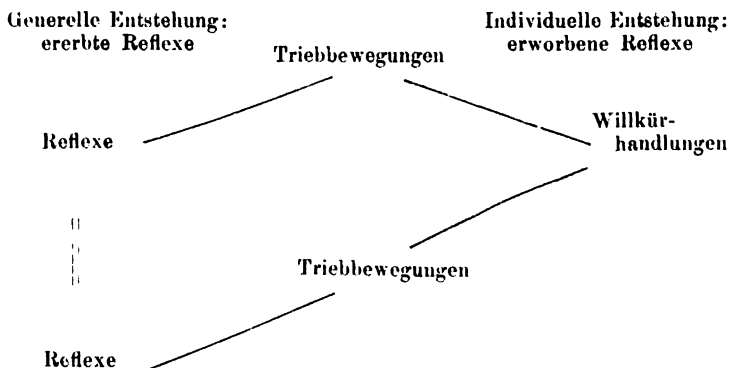 Generelle Entstehung:
ererbte Reflexe
Individuelle Entstehung:
erworbene Reflexe
Triebbewegungen
Willkür-
handlungen
Reflexe
Triebbewegungen
Reflexe